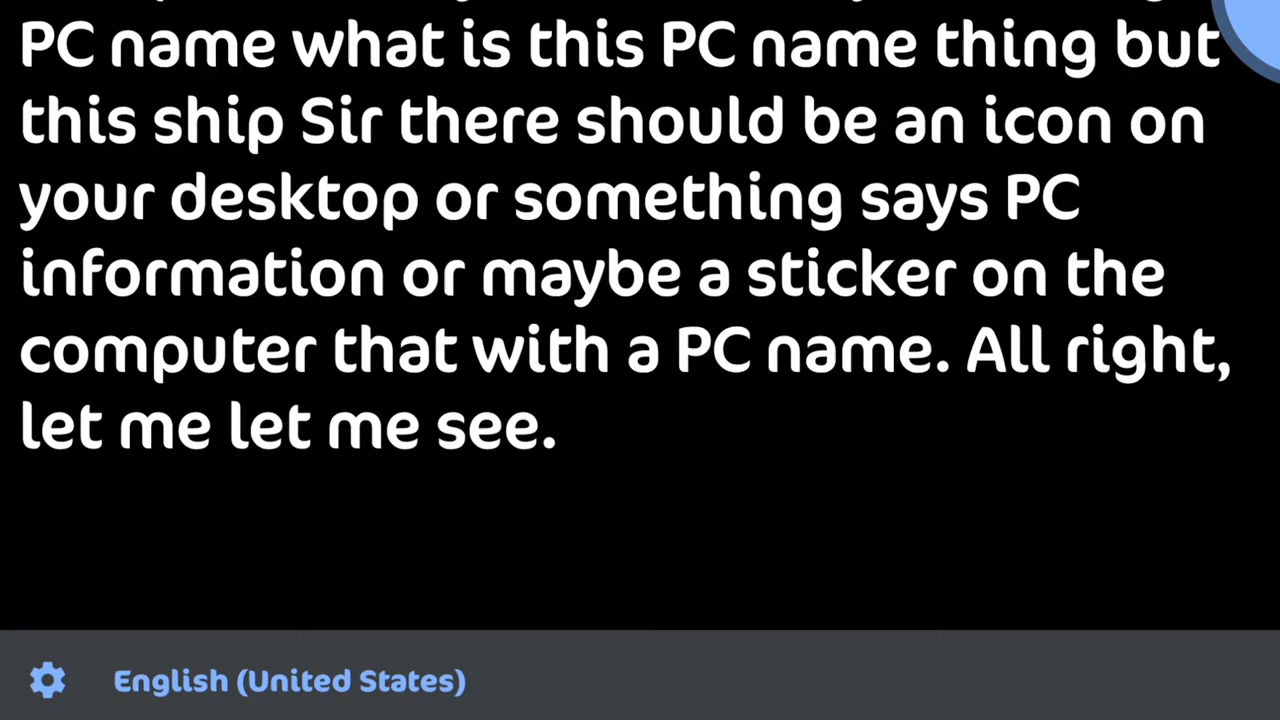 PC name what is this PC name thing but
this ship Sir there should be an icon on
your desktop or something says PC
information or maybe a sticker on the
computer that with a PC name. All right,
let me let me see.
English (United States)